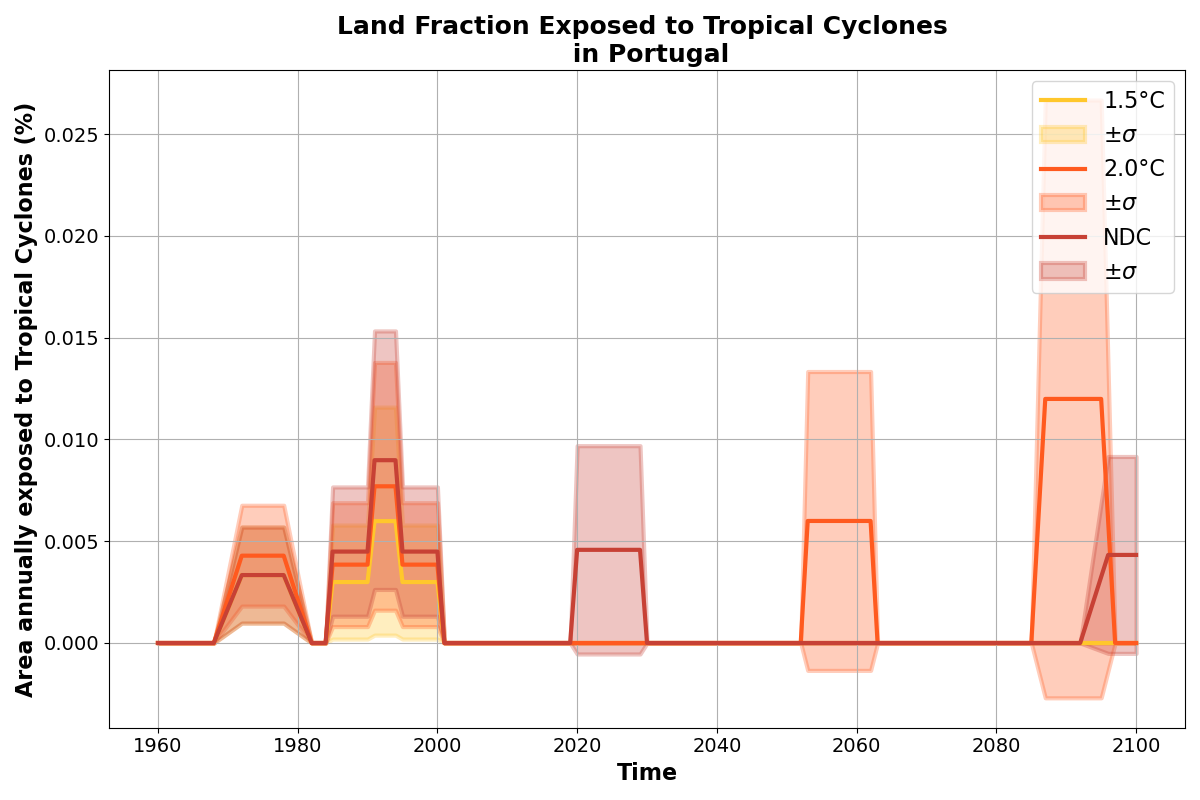 Land Fraction Exposed to Tropical Cyclones
in Portugal
Area annually exposed to Tropical Cyclones (%)
0.025
0.020
0.015
0.010
0.005
0.000
1.5°C
±σ
2.0°C
±σ
NDC
±σ
1960 1980 2000 2020 2040 2060 2080 2100
Time